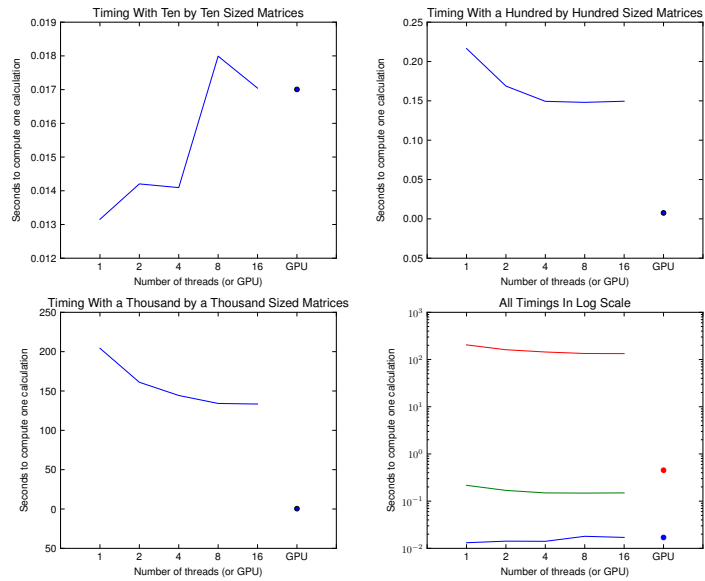 Timing With Ten by Ten Sized Matrices
0.019
0.018
0.017
0.016
0.015
0.014
0.013
0.012
Seconds to compute one calculation
1 2 4 8 16 GPU
Number of threads (or GPU)
Timing With a Hundred by Hundred Sized Matrices
0.25
0.20
0.15
0.10
0.05
0.00
0.05
Seconds to compute one calculation
1 2 4 8 16 GPU
Number of threads (or GPU)
Timing With a Thousand by a Thousand Sized Matrices
250
200
150
100
50
0
50
Seconds to compute one calculation
1 2 4 8 16 GPU
Number of threads (or GPU)
All Timings In Log Scale
10³
10²
10¹
10⁰
10⁻¹
10⁻²
Seconds to compute one calculation
1 2 4 8 16 GPU
Number of threads (or GPU)